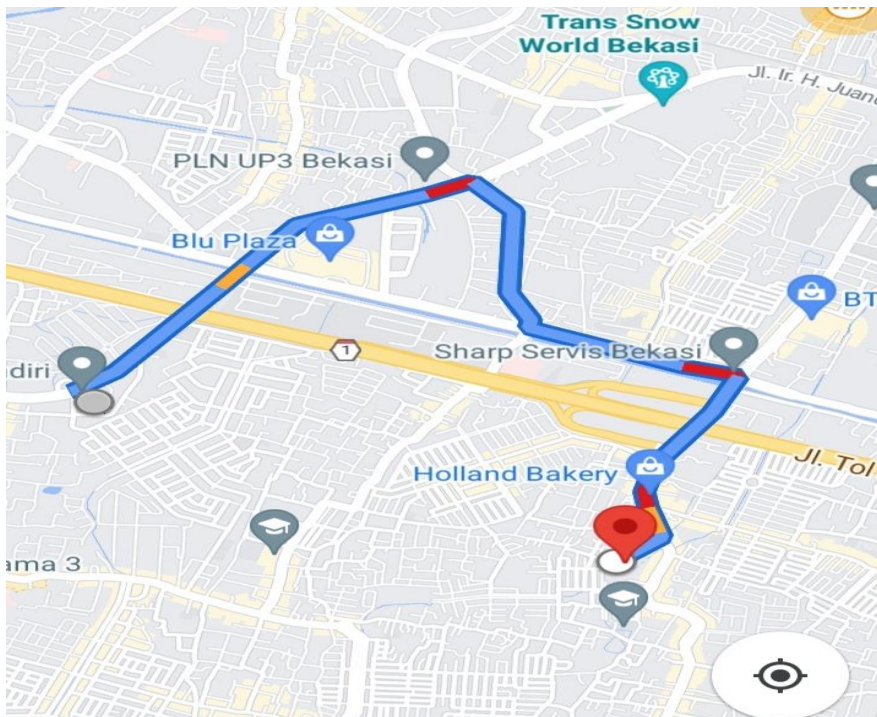 Trans Snow
World Bekasi
Jl. Ir. H. Juand
PLN UP3 Bekasi
Blu Plaza
BT
1
Sharp Servis Bekasi
ndiri
Jl. Tol
Holland Bakery
ama 3